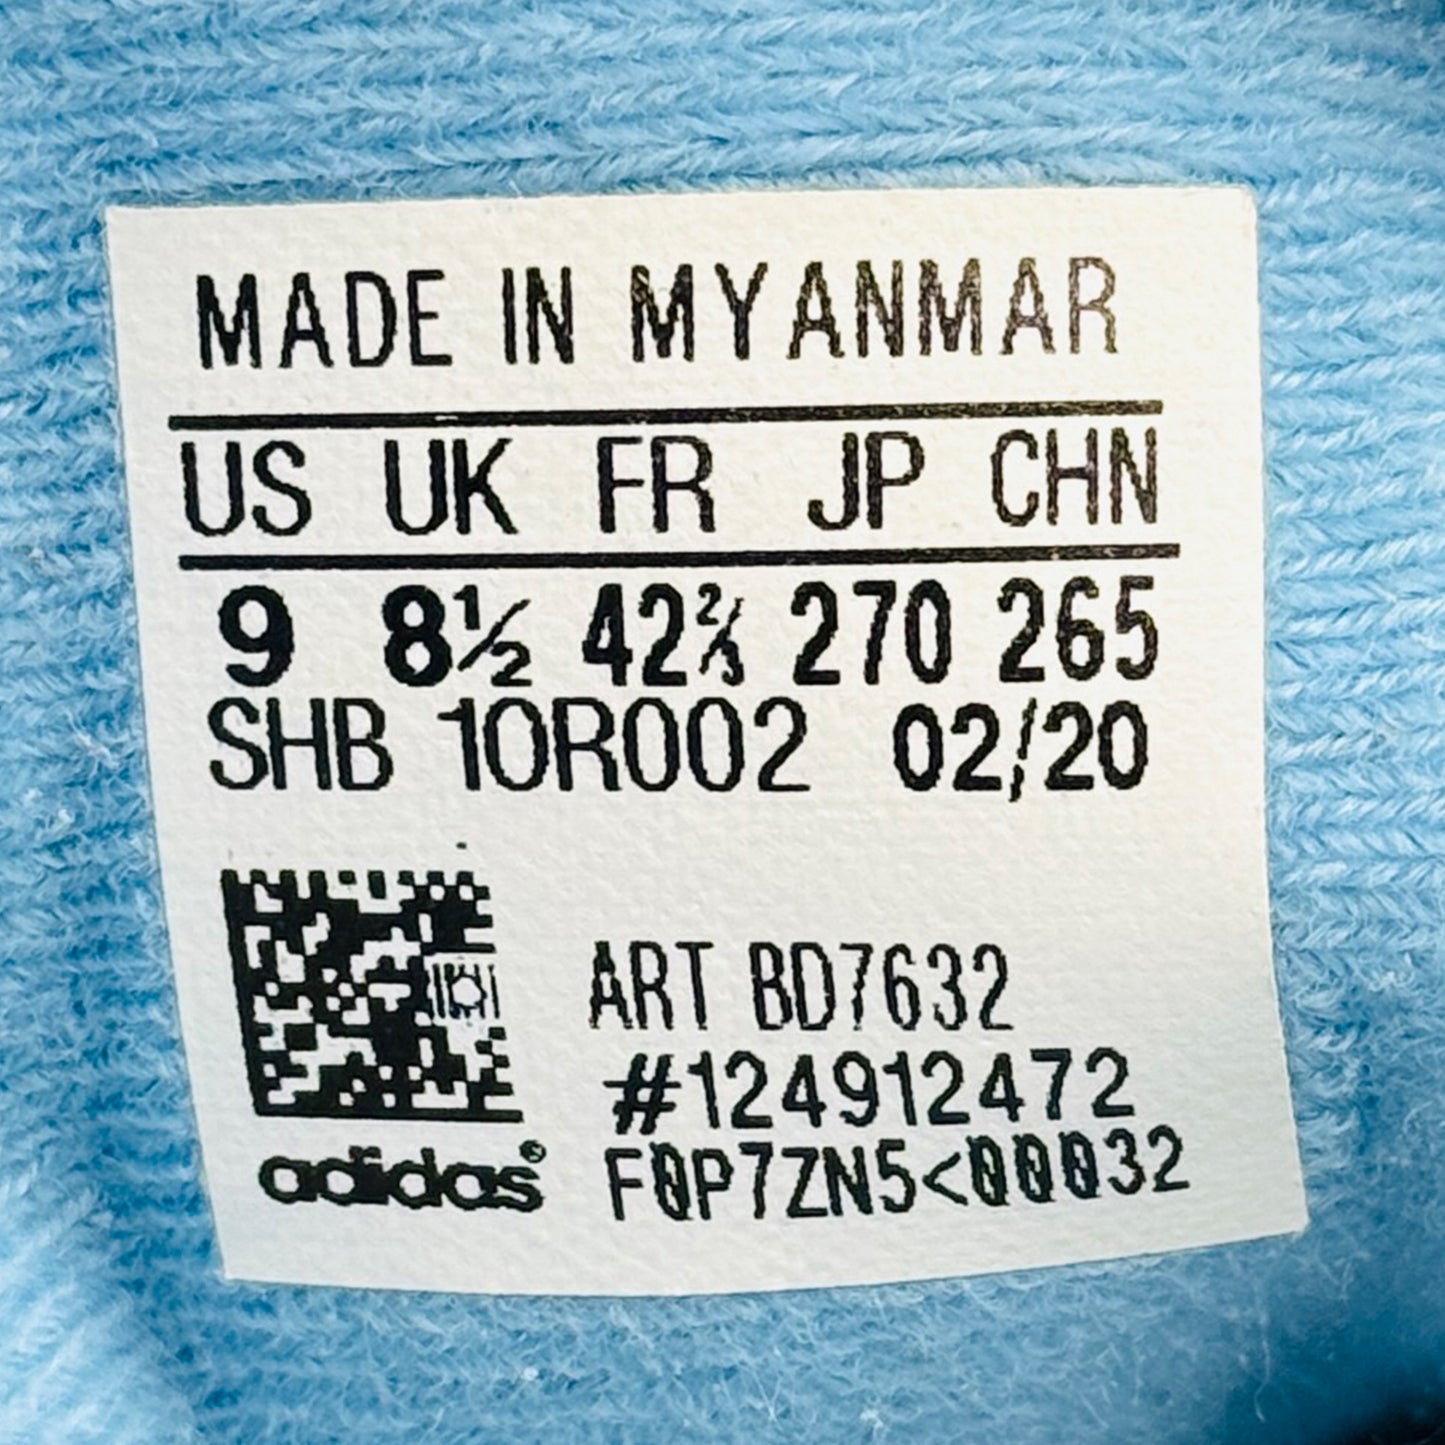 MADE IN MYANMAR
US UK FR JP CHN
9 8½ 42⅔ 270 265
SHB 10R002 02/20
ART BD7632
#124912472
adidas® F0P7ZN5<00032